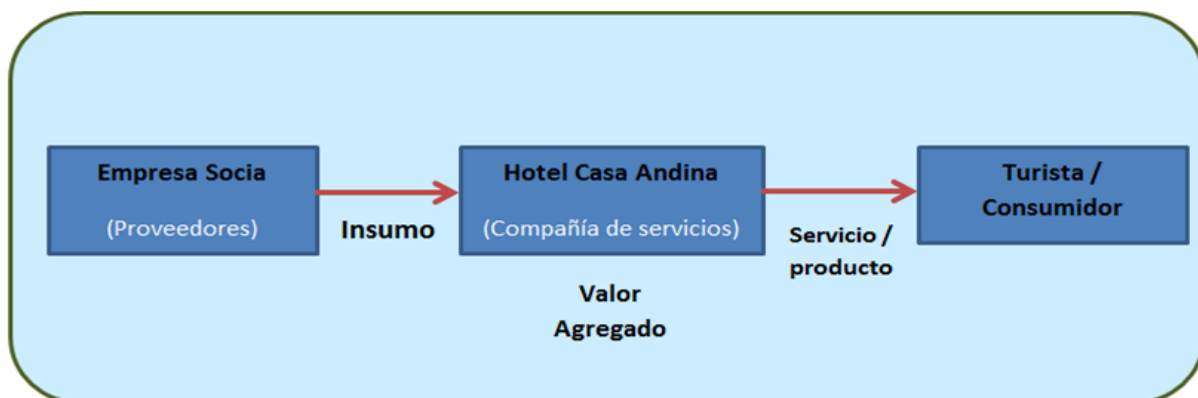 Empresa Socia
(Proveedores)
Insumo
Hotel Casa Andina
(Compañía de servicios)
Valor
Agregado
Servicio /
producto
Turista /
Consumidor